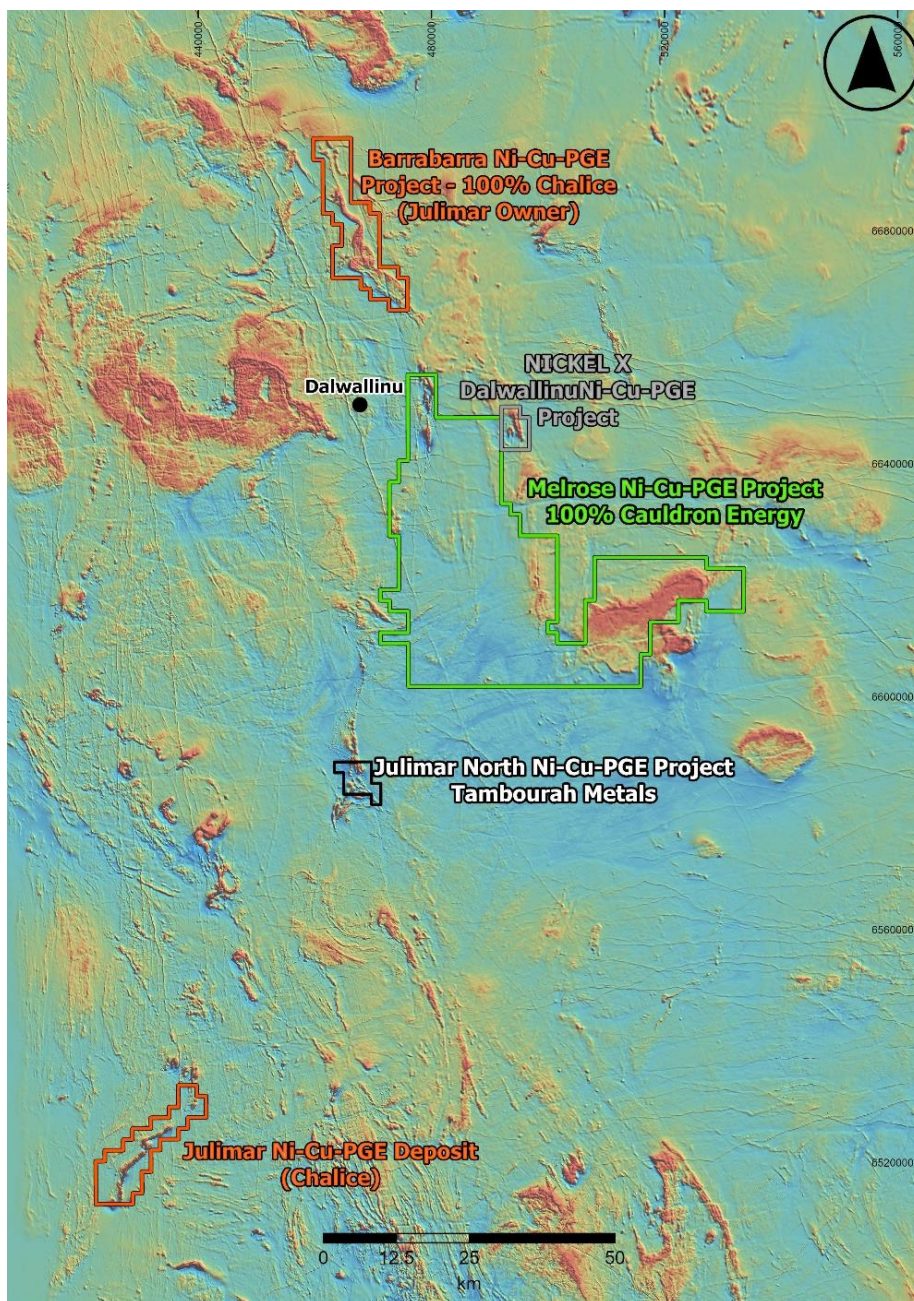 440000
480000
520000
560000
Barrabarra Ni-Cu-PGE
Project - 100% Chalice
(Julimar Owner)
6680000
NICKEL X
DalwallinuNi-Cu-PGE
Project
Dalwallinu
6640000
Melrose Ni-Cu-PGE Project
100% Cauldron Energy
6600000
Julimar North Ni-Cu-PGE Project
Tambourah Metals
6560000
Julimar Ni-Cu-PGE Deposit
(Chalice)
6520000
0 12.5 25 50
km